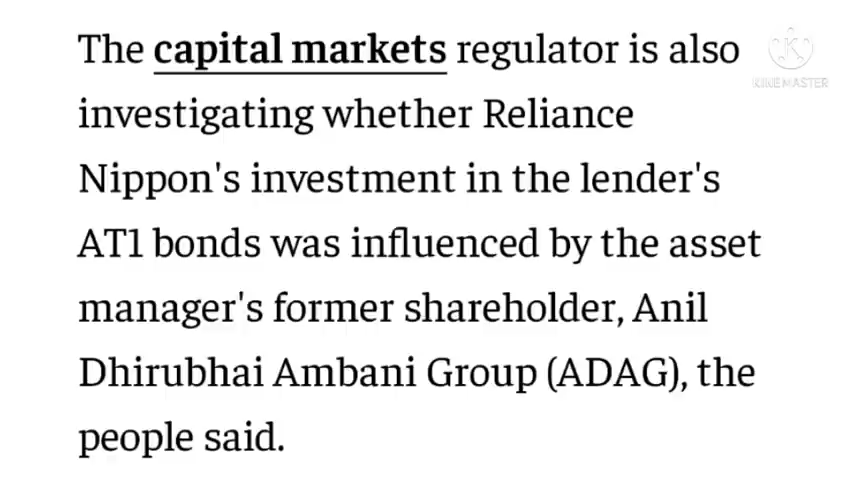 The capital markets regulator is also
investigating whether Reliance
Nippon's investment in the lender's
AT1 bonds was influenced by the asset
manager's former shareholder, Anil
Dhirubhai Ambani Group (ADAG), the
people said.
KINEMASTER